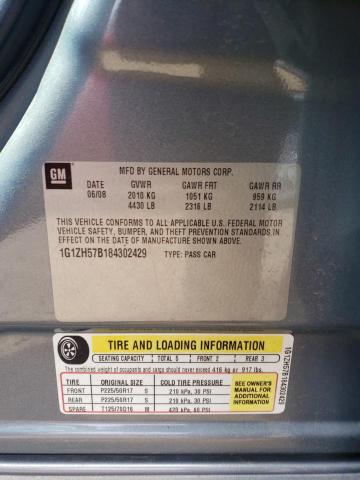 GM
MFD BY GENERAL MOTORS CORP.
DATE GVWR GAWR FRT GAWR RR
06/08 2010 KG 1051 KG 959 KG
4430 LB 2316 LB 2114 LB
THIS VEHICLE CONFORMS TO ALL APPLICABLE U.S. FEDERAL MOTOR
VEHICLE SAFETY, BUMPER, AND THEFT PREVENTION STANDARDS IN
EFFECT ON THE DATE OF MANUFACTURE SHOWN ABOVE.
1G1ZH57B184302429 TYPE: PASS CAR
TIRE AND LOADING INFORMATION
SEATING CAPACITY TOTAL 5 FRONT 2 REAR 3
The combined weight of occupants and cargo should never exceed 416 kg or 917 lbs.
TIRE ORIGINAL SIZE COLD TIRE PRESSURE
FRONT P225/50R17 S 210 kPa, 30 PSI
REAR P225/50R17 S 210 kPa, 30 PSI
SPARE T125/70D16 M 420 kPa, 60 PSI
SEE OWNER'S
MANUAL FOR
ADDITIONAL
INFORMATION
1G1ZH57B184302429